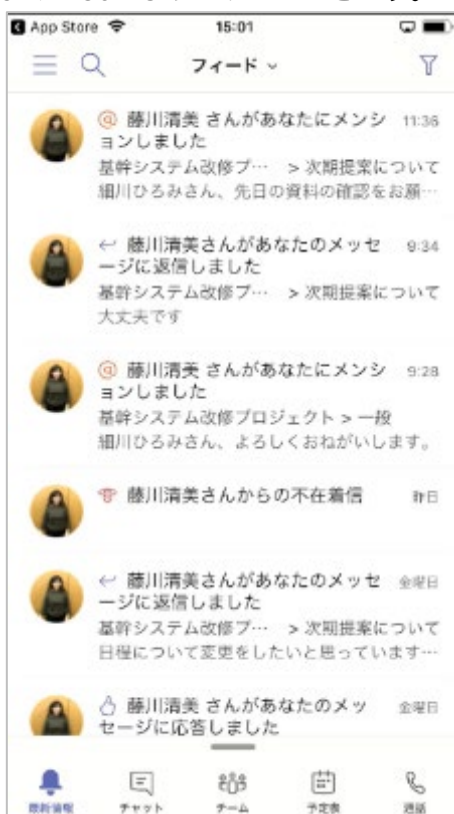 App Store 15:01
フィード
藤川清美 さんがあなたにメンシ 11:36
ョンしました
基幹システム改修プ… > 次期提案について
細川ひろみさん、先日の資料の確認をお願…
藤川清美さんがあなたのメッセ 9:34
ージに返信しました
基幹システム改修プ… > 次期提案について
大丈夫です
藤川清美 さんがあなたにメンシ 9:28
ョンしました
基幹システム改修プロジェクト > 一般
細川ひろみさん、よろしくおねがいします。
藤川清美さんからの不在着信 昨日
藤川清美さんがあなたのメッセ 金曜日
ージに返信しました
基幹システム改修プ… > 次期提案について
日程について変更をしたいと思っています…
藤川清美 さんがあなたのメッ 金曜日
セージに応答しました
最新情報 チャット チーム 予定表 通話